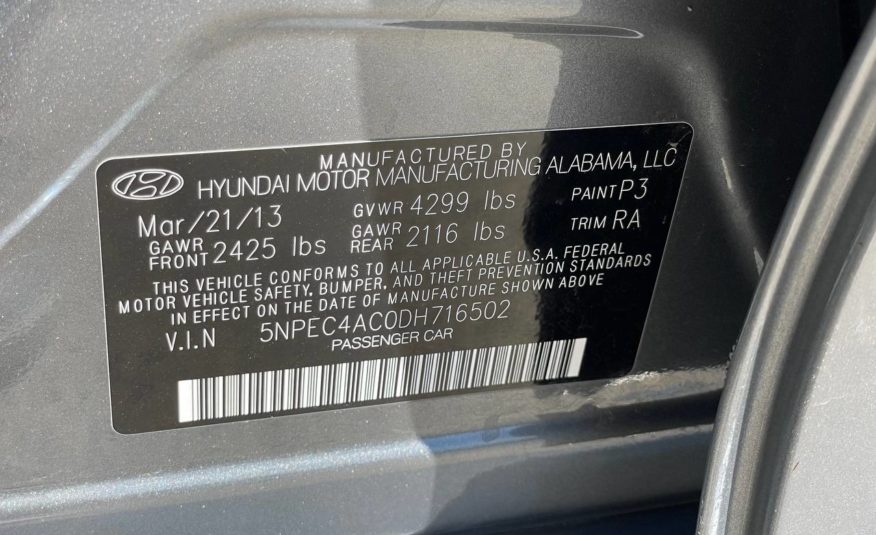 MANUFACTURED BY
HYUNDAI MOTOR MANUFACTURING ALABAMA, LLC
Mar/21/13 GVWR 4299 lbs PAINT P3
GAWR FRONT 2425 lbs GAWR REAR 2116 lbs TRIM RA
THIS VEHICLE CONFORMS TO ALL APPLICABLE U.S.A. FEDERAL
MOTOR VEHICLE SAFETY, BUMPER, AND THEFT PREVENTION STANDARDS
IN EFFECT ON THE DATE OF MANUFACTURE SHOWN ABOVE
V.I.N 5NPEC4AC0DH716502
PASSENGER CAR